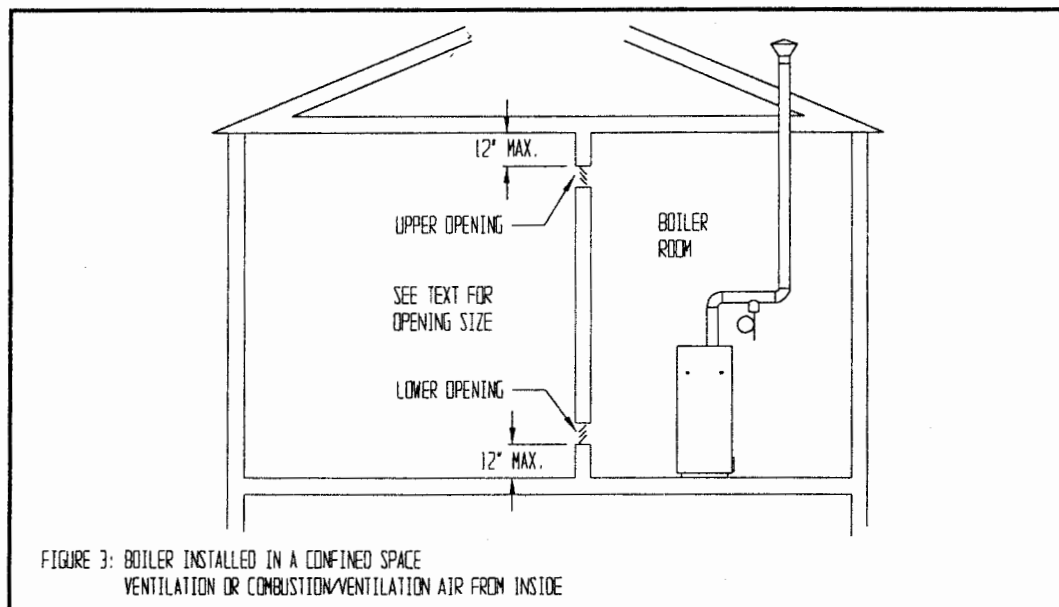 12" MAX.
UPPER OPENING
BOILER
ROOM
SEE TEXT FOR
OPENING SIZE
LOWER OPENING
12" MAX.
FIGURE 3: BOILER INSTALLED IN A CONFINED SPACE
VENTILATION OR COMBUSTION/VENTILATION AIR FROM INSIDE